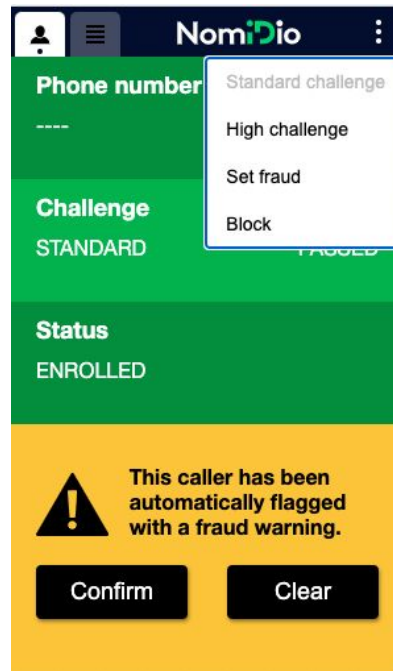 NomiDio
Phone number
----
Standard challenge
High challenge
Set fraud
Block
Challenge
STANDARD PASSED
Status
ENROLLED
This caller has been
automatically flagged
with a fraud warning.
Confirm Clear